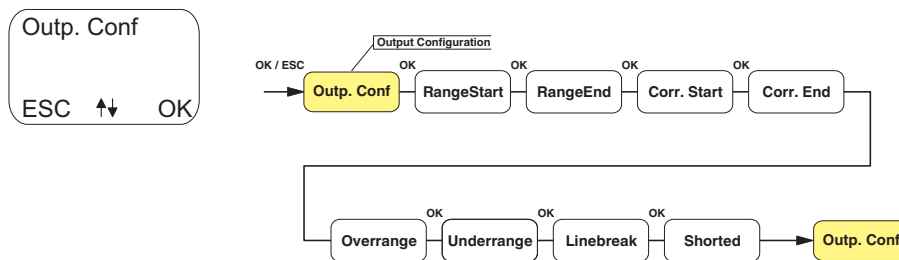 Outp. Conf
ESC OK
Output Configuration
OK / ESC OK OK OK OK
Outp. Conf RangeStart RangeEnd Corr. Start Corr. End
OK OK OK
Overrange Underrange Linebreak Shorted Outp. Conf